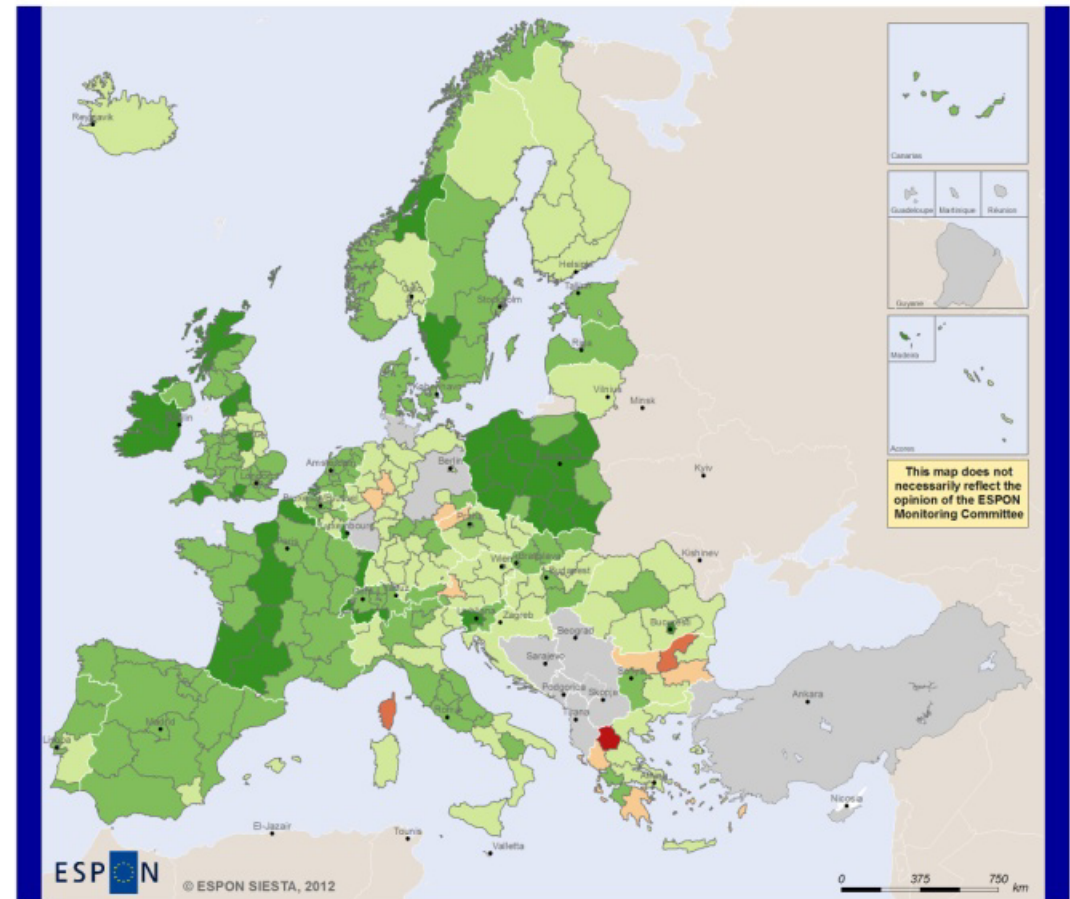 Reykjavik
Canarias
Guadeloupe
Martinique
Réunion
Guyane
Helsinki
Tallinn
Oslo
Stockholm
Riga
Madeira
København
Vilnius
Minsk
Acores
Amsterdam
Berlin
Kyiv
This map does not
necessarily reflect the
opinion of the ESPON
Monitoring Committee
Luxembourg
Paris
Wien
Bratislava
Kishinev
Budapest
Zagreb
Beograd
Bucuresti
Sarajevo
Podgorica
Skopje
Sofia
Tirana
Ankara
Roma
Madrid
Lisboa
Nicosia
El-Jazair
Tounis
Valletta
ESPON
© ESPON SIESTA, 2012
0 375 750
km